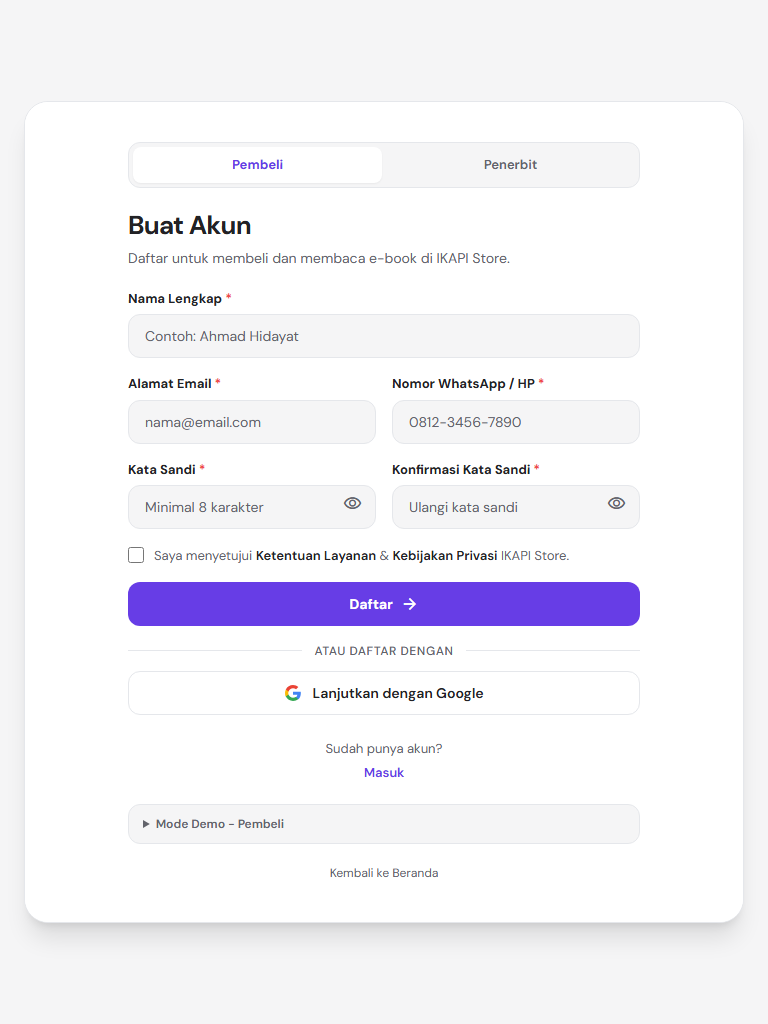 Pembeli
Penerbit
Buat Akun
Daftar untuk membeli dan membaca e-book di IKAPI Store.
Nama Lengkap *
Contoh: Ahmad Hidayat
Alamat Email *
Nomor WhatsApp / HP *
nama@email.com
0812-3456-7890
Kata Sandi *
Konfirmasi Kata Sandi *
Minimal 8 karakter
Ulangi kata sandi
Saya menyetujui Ketentuan Layanan & Kebijakan Privasi IKAPI Store.
Daftar →
ATAU DAFTAR DENGAN
Lanjutkan dengan Google
Sudah punya akun?
Masuk
Mode Demo - Pembeli
Kembali ke Beranda